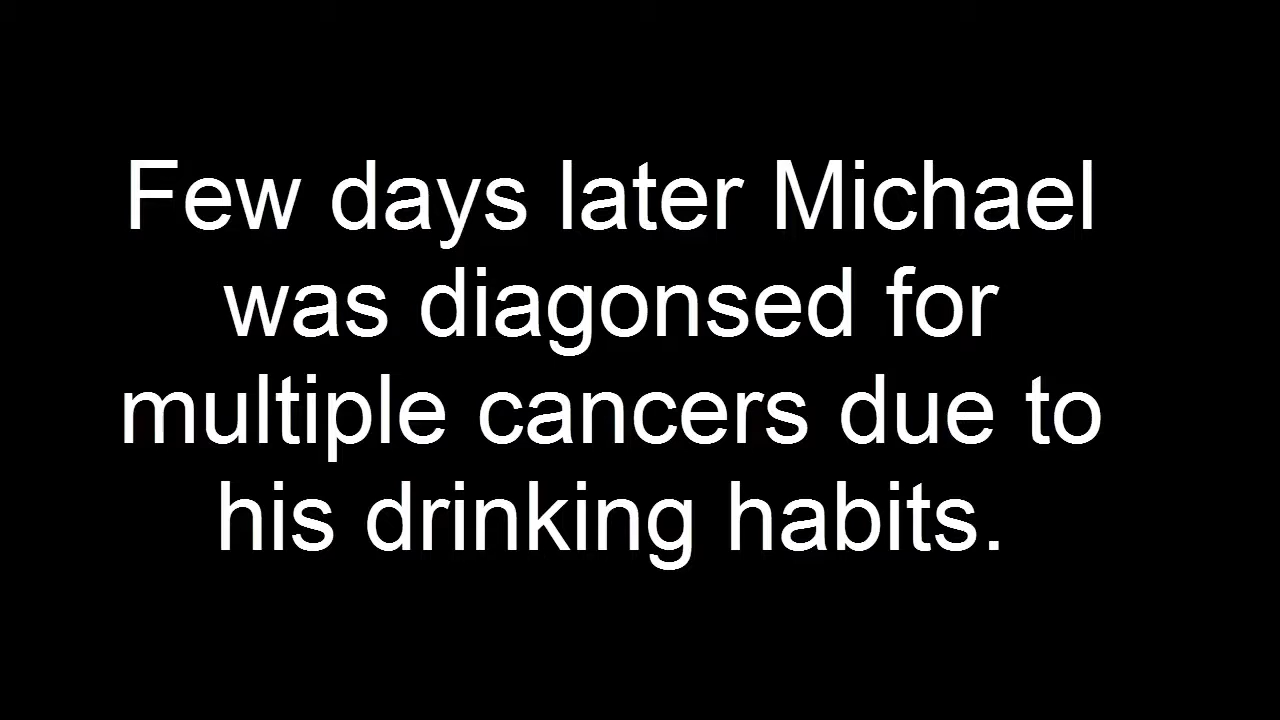 Few days later Michael
was diagonsed for
multiple cancers due to
his drinking habits.